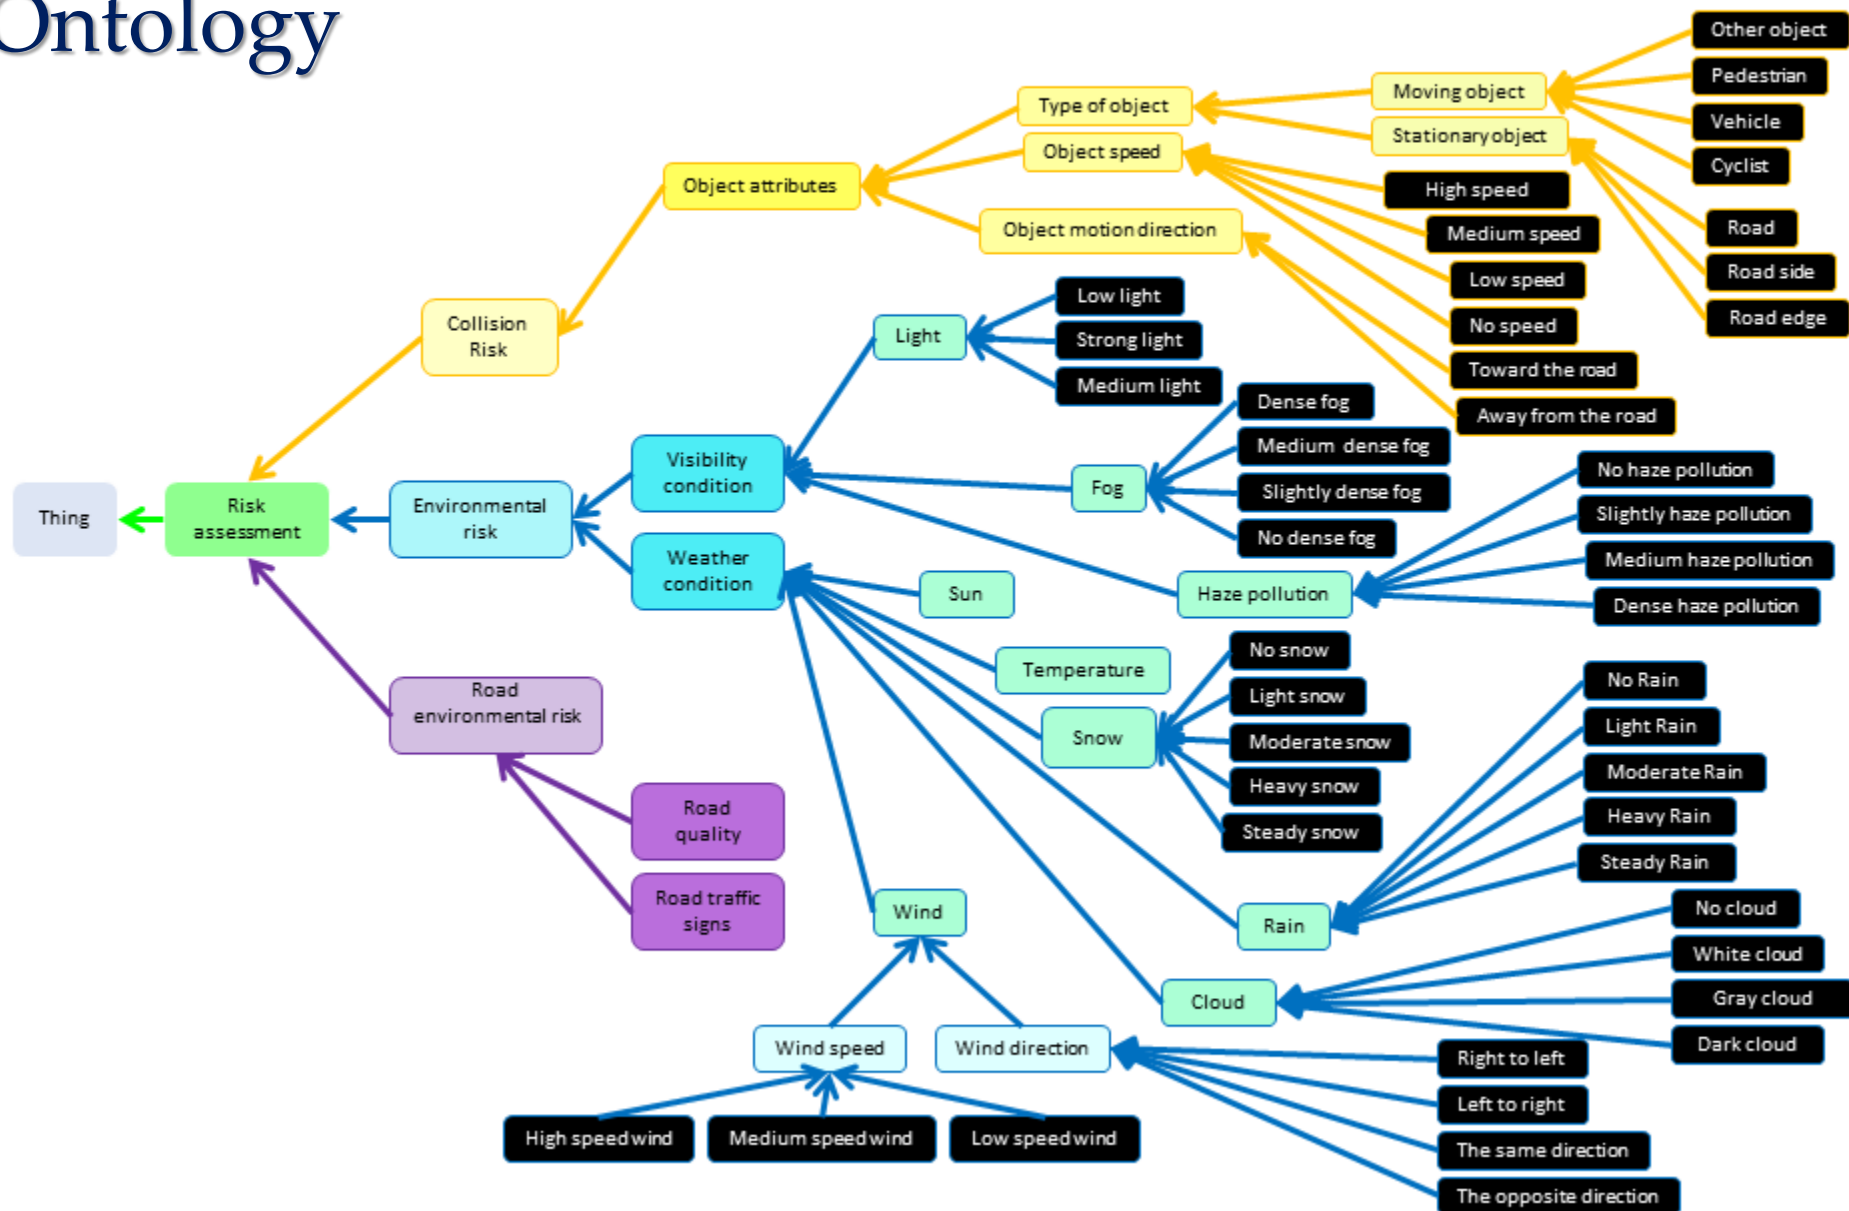 Ontology
Other object
Pedestrian
Vehicle
Cyclist
Moving object
Stationary object
Type of object
Object speed
Object motion direction
Object attributes
High speed
Medium speed
Low speed
No speed
Toward the road
Away from the road
Road
Road side
Road edge
Collision
Risk
Low light
Strong light
Medium light
Light
Dense fog
Medium dense fog
Slightly dense fog
No dense fog
Fog
Visibility
condition
No haze pollution
Slightly haze pollution
Medium haze pollution
Dense haze pollution
Haze pollution
Thing
Risk
assessment
Environmental
risk
Weather
condition
Sun
Temperature
No snow
Light snow
Moderate snow
Heavy snow
Steady snow
Snow
No Rain
Light Rain
Moderate Rain
Heavy Rain
Steady Rain
Rain
Road
environmental risk
Road
quality
Road traffic
signs
Wind
No cloud
White cloud
Gray cloud
Dark cloud
Cloud
Wind speed
Wind direction
Right to left
Left to right
The same direction
The opposite direction
High speed wind
Medium speed wind
Low speed wind